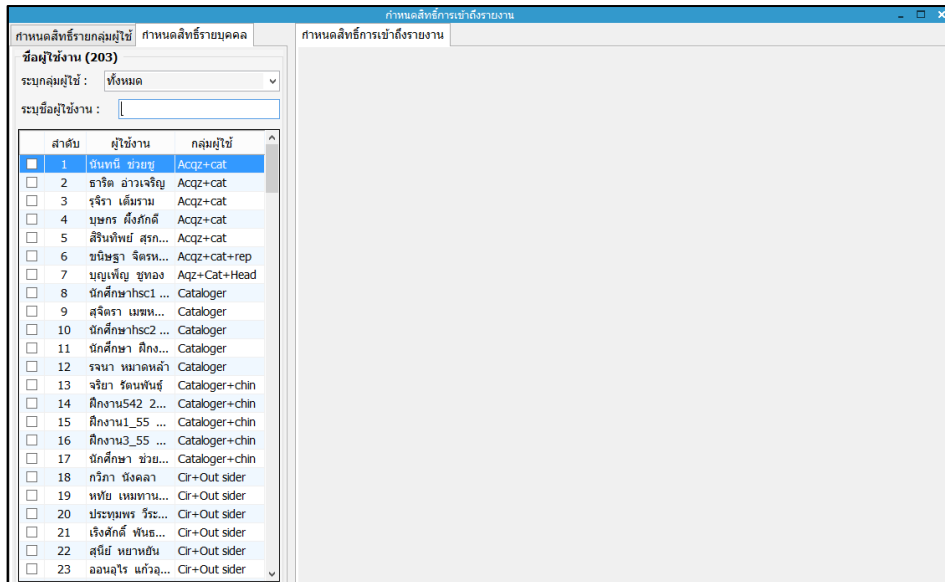 กำหนดสิทธิ์การเข้าถึงรายงาน
กำหนดสิทธิ์รายกลุ่มผู้ใช้ กำหนดสิทธิ์รายบุคคล กำหนดสิทธิ์การเข้าถึงรายงาน
ชื่อผู้ใช้งาน (203)
ระบุกลุ่มผู้ใช้ : ทั้งหมด
ระบุชื่อผู้ใช้งาน :
ลำดับ ผู้ใช้งาน กลุ่มผู้ใช้
1 นันทนี ช่วยชู Acqz+cat
2 ธาริต อ่าวเจริญ Acqz+cat
3 รุจิรา เต็มราม Acqz+cat
4 บุษกร ผึ้งภักดี Acqz+cat
5 สิรินทิพย์ สุรก... Acqz+cat
6 ขนิษฐา จิตรห... Acqz+cat+rep
7 บุญเพ็ญ ชูทอง Aqz+Cat+Head
8 นักศึกษาhsc1 ... Cataloger
9 สุจิตรา เมฆห... Cataloger
10 นักศึกษาhsc2 ... Cataloger
11 นักศึกษา ฝึกง... Cataloger
12 รจนา หมาดหล้า Cataloger
13 จริยา รัตนพันธุ์ Cataloger+chin
14 ฝึกงาน542 2... Cataloger+chin
15 ฝึกงาน1_55 ... Cataloger+chin
16 ฝึกงาน3_55 ... Cataloger+chin
17 นักศึกษา ช่วย... Cataloger+chin
18 กวิภา นังคลา Cir+Out sider
19 หทัย เหมทาน... Cir+Out sider
20 ประทุมพร วีระ... Cir+Out sider
21 เริงศักดิ์ พันธ... Cir+Out sider
22 สุนีย์ หยาหยัน Cir+Out sider
23 ออนอุไร แก้วอุ... Cir+Out sider